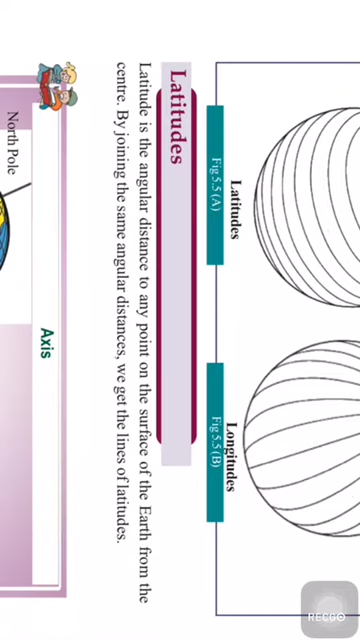 Latitudes
Longitudes
Fig 5.5 (A)
Fig 5.5 (B)
Latitudes
Latitude is the angular distance to any point on the surface of the Earth from the
centre. By joining the same angular distances, we get the lines of latitudes.
Axis
North Pole
RECGO